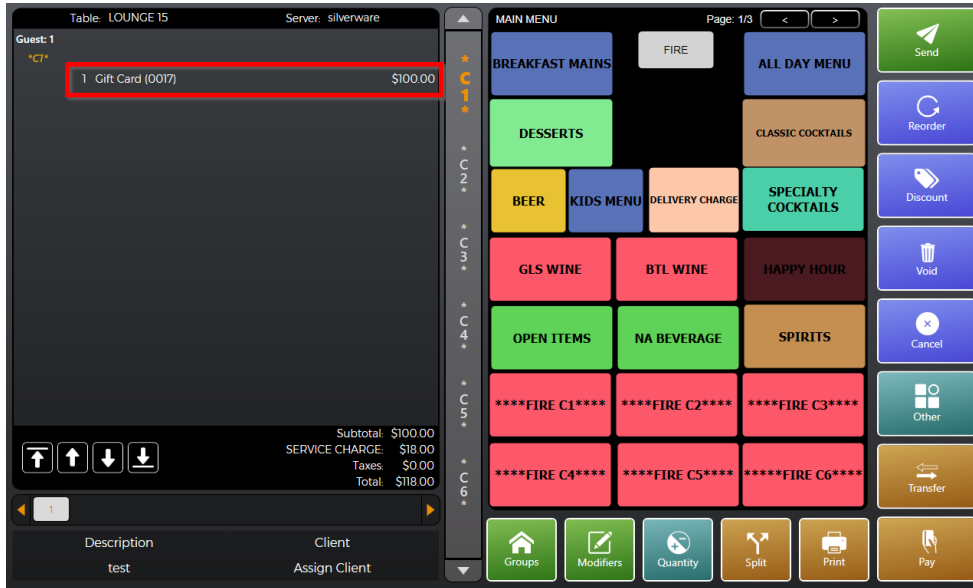 Table: LOUNGE 15 Server: silverware
Guest: 1
*C1*
1 Gift Card (0017) $100.00
Subtotal: $100.00
SERVICE CHARGE: $18.00
Taxes: $0.00
Total: $118.00
1
Description Client
test Assign Client
* C 1 *
* C 2 *
* C 3 *
* C 4 *
* C 5 *
* C 6 *
MAIN MENU Page: 1/3 < >
BREAKFAST MAINS FIRE ALL DAY MENU
DESSERTS CLASSIC COCKTAILS
BEER KIDS MENU DELIVERY CHARGE SPECIALTY
COCKTAILS
GLS WINE BTL WINE HAPPY HOUR
OPEN ITEMS NA BEVERAGE SPIRITS
****FIRE C1**** ****FIRE C2**** ****FIRE C3****
****FIRE C4**** ****FIRE C5**** *****FIRE C6****
Groups Modifiers Quantity Split Print
Send
Reorder
Discount
Void
Cancel
Other
Transfer
Pay